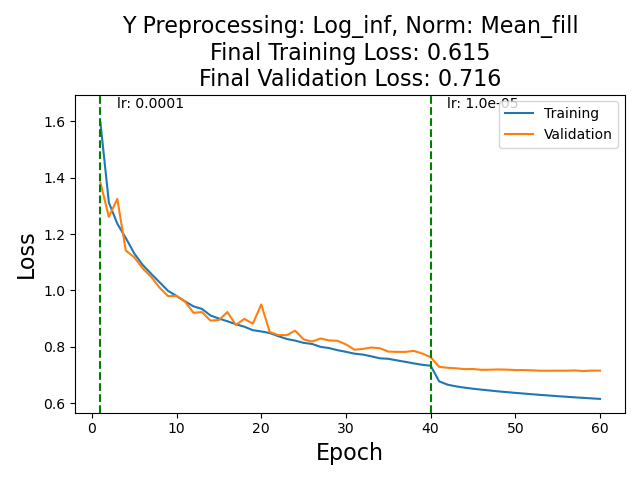 Y Preprocessing: Log_inf, Norm: Mean_fill
Final Training Loss: 0.615
Final Validation Loss: 0.716
lr: 0.0001
lr: 1.0e-05
Training
Validation
1.6
1.4
1.2
1.0
0.8
0.6
Loss
0
10
20
30
40
50
60
Epoch